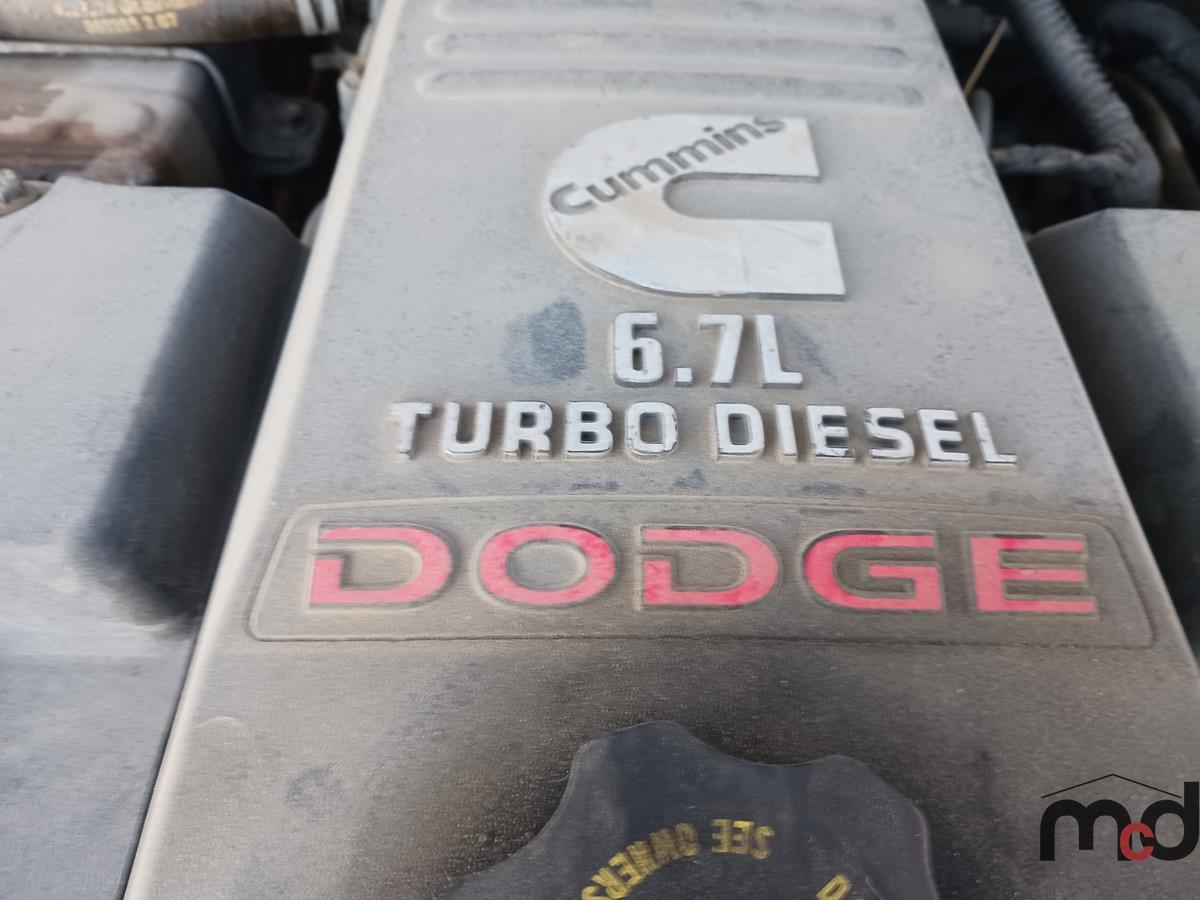 Cummins
6.7L
TURBO DIESEL
DODGE
SEE OWNERS
mcd